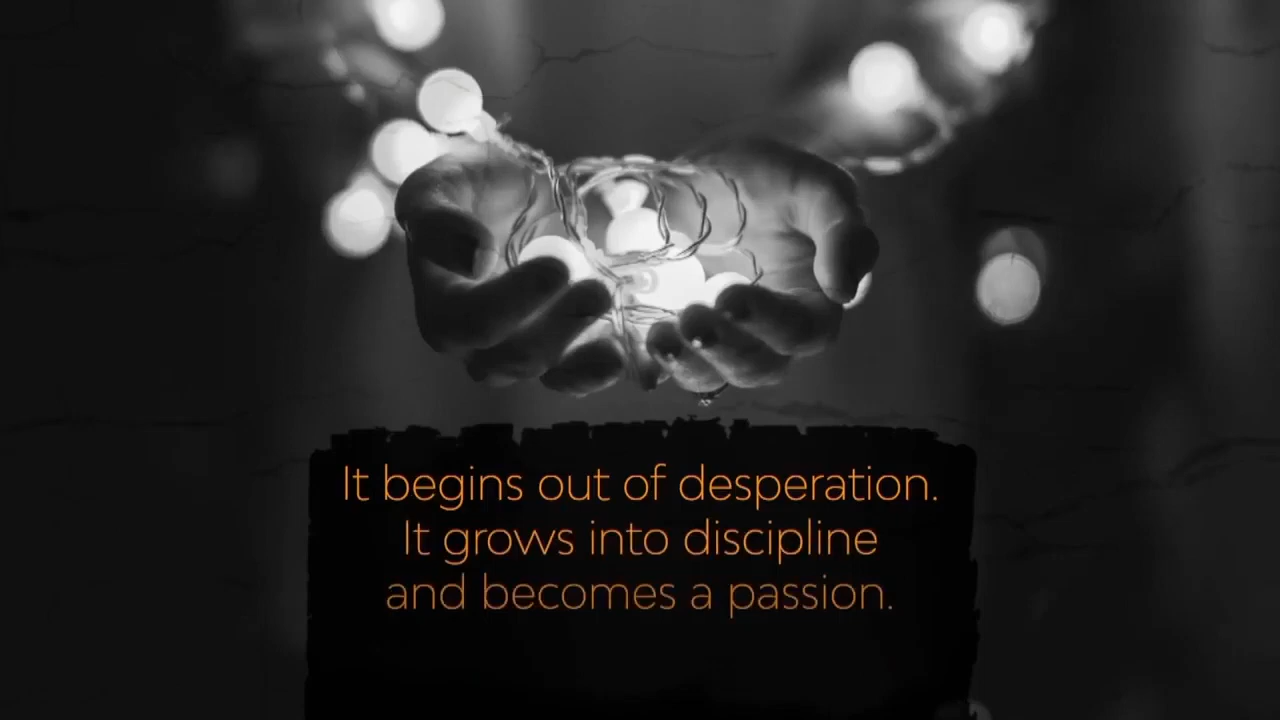 It begins out of desperation.
It grows into discipline
and becomes a passion.